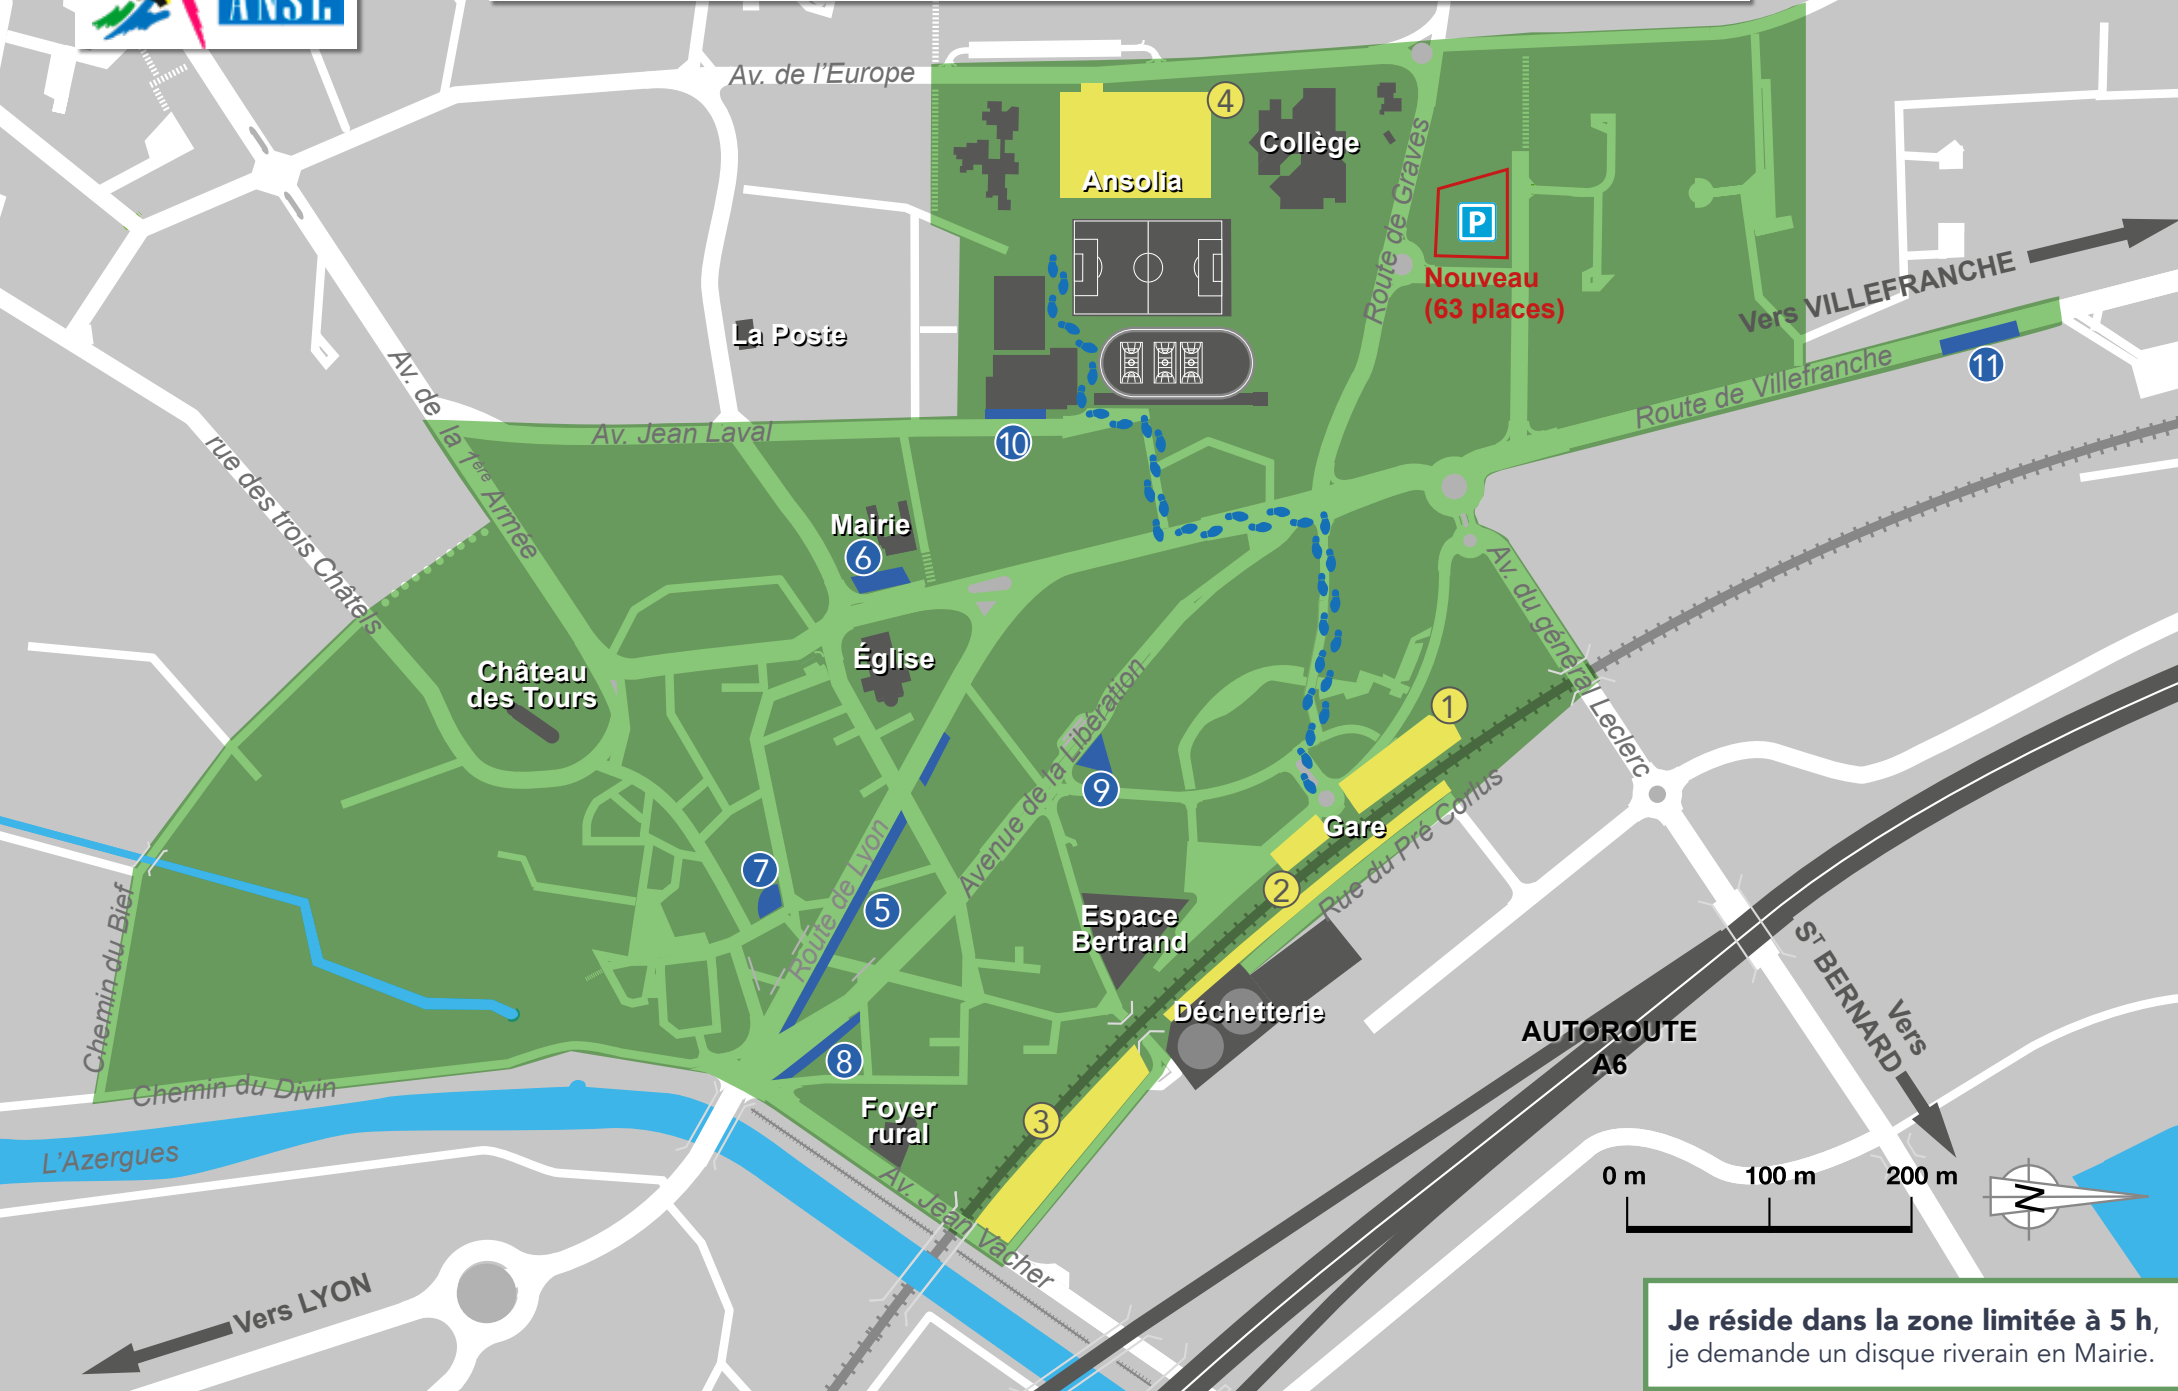 ANSE
Av. de l'Europe
4
Collège
Ansolia
Route de Graves
P
Nouveau
(63 places)
Vers VILLEFRANCHE
La Poste
11
Route de Villefranche
Av. de la 1ère Armée
Av. Jean Laval
10
rue des trois Châtels
Mairie
6
Av. du général Leclerc
Église
Château
des Tours
Avenue de la Libération
1
9
Gare
Rue du Pré Corlus
7
Route de Lyon
5
2
Espace
Bertrand
Chemin du Bief
Déchetterie
AUTOROUTE
A6
Vers
ST BERNARD
8
Chemin du Divin
Foyer
rural
3
L'Azergues
Av. Jean Vacher
0 m 100 m 200 m
N
Vers LYON
Je réside dans la zone limitée à 5 h,
je demande un disque riverain en Mairie.